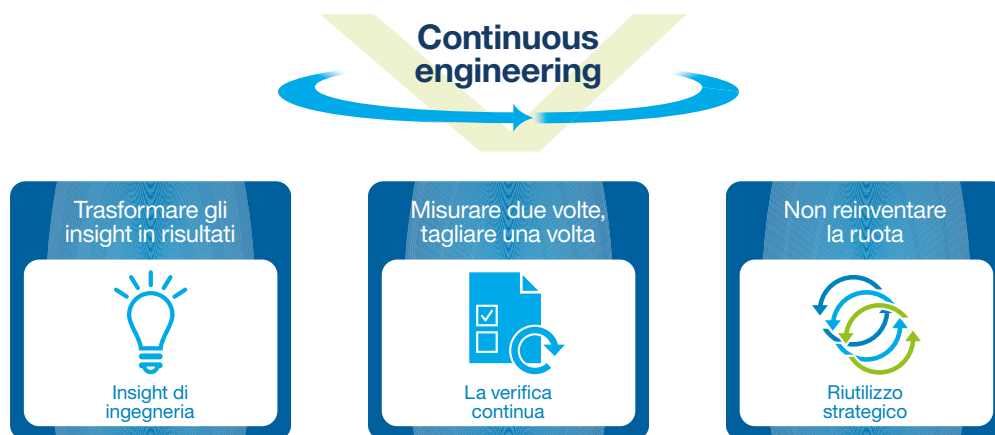 Continuous
engineering
Trasformare gli
insight in risultati
Insight di
ingegneria
Misurare due volte,
tagliare una volta
La verifica
continua
Non reinventare
la ruota
Riutilizzo
strategico